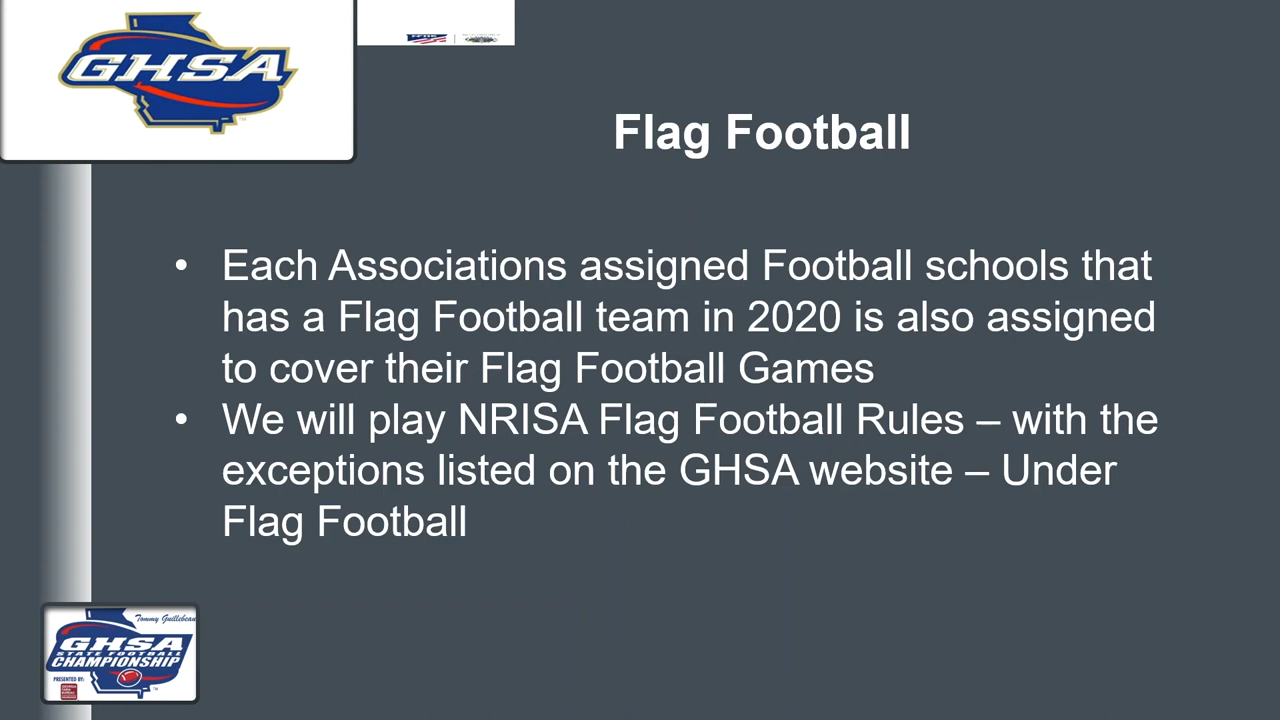 GHSA
TM
Flag Football
• Each Associations assigned Football schools that
has a Flag Football team in 2020 is also assigned
to cover their Flag Football Games
• We will play NRISA Flag Football Rules – with the
exceptions listed on the GHSA website – Under
Flag Football
Tommy Guillebeau
GHSA
STATE FOOTBALL
CHAMPIONSHIP
PRESENTED BY:
TM